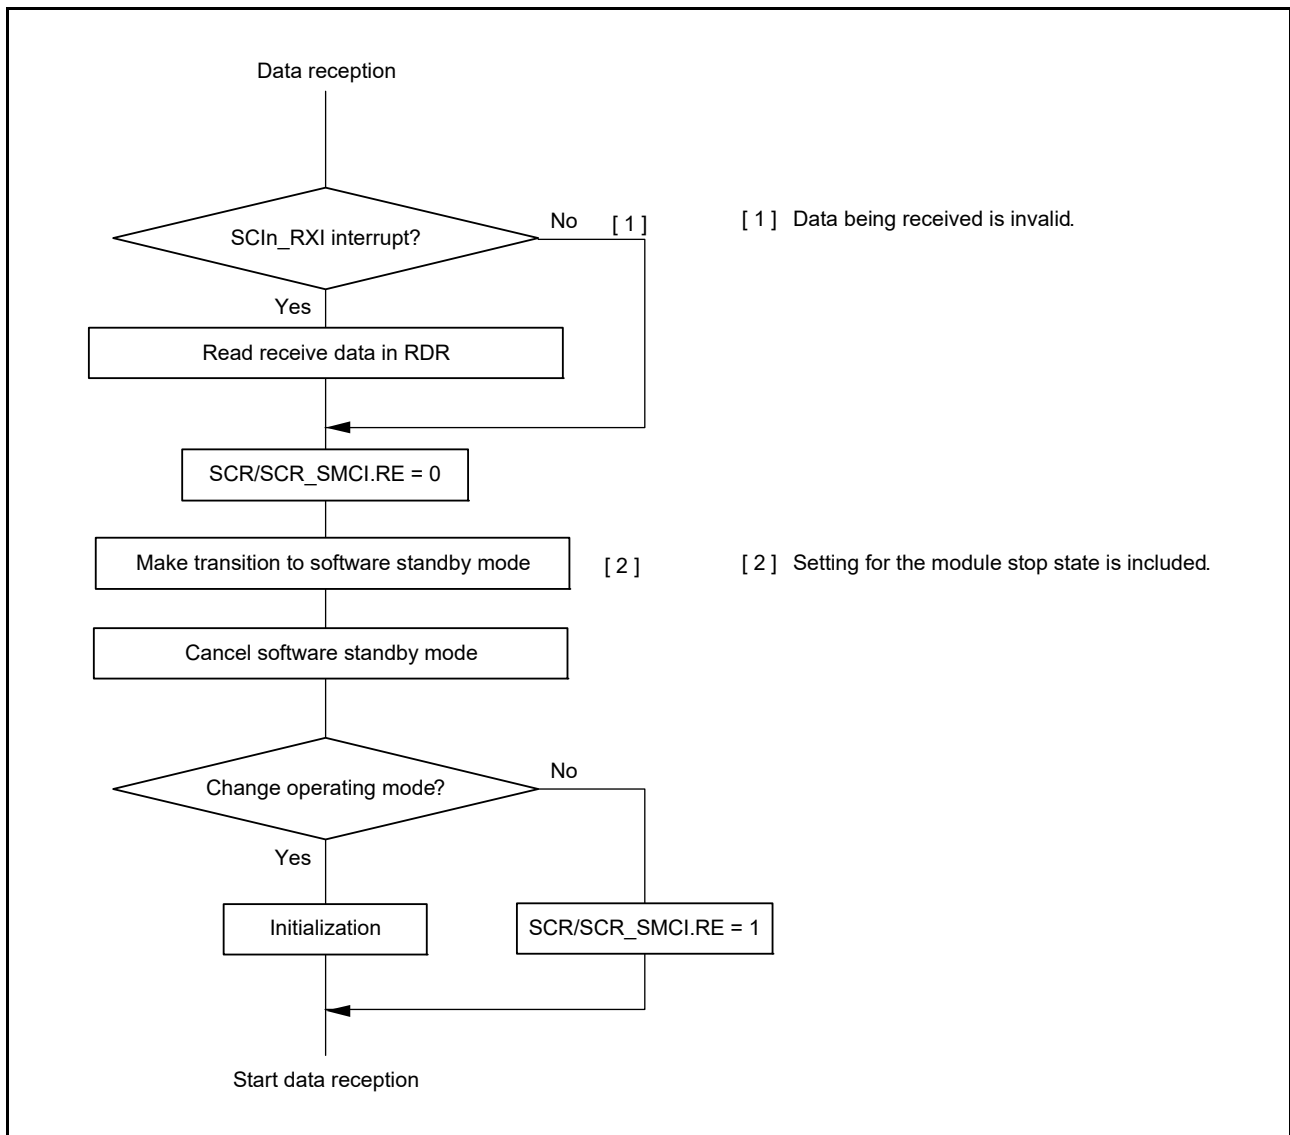 Data reception
SCIn_RXI interrupt?
No
[ 1 ]
[ 1 ] Data being received is invalid.
Yes
Read receive data in RDR
SCR/SCR_SMCI.RE = 0
Make transition to software standby mode
[ 2 ]
[ 2 ] Setting for the module stop state is included.
Cancel software standby mode
Change operating mode?
No
Yes
Initialization
SCR/SCR_SMCI.RE = 1
Start data reception